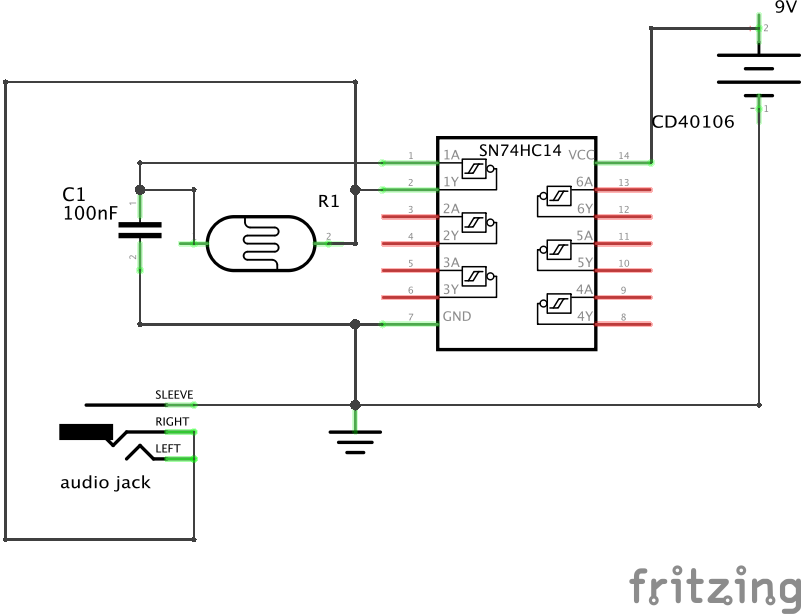 9V
2
- 1
CD40106
SN74HC14
1 1A VCC 14
2 1Y 6A 13
3 2A 6Y 12
4 2Y 5A 11
5 3A 5Y 10
6 3Y 4A 9
7 GND 4Y 8
C1
100nF
1
2
R1
2
SLEEVE
RIGHT
LEFT
audio jack
fritzing